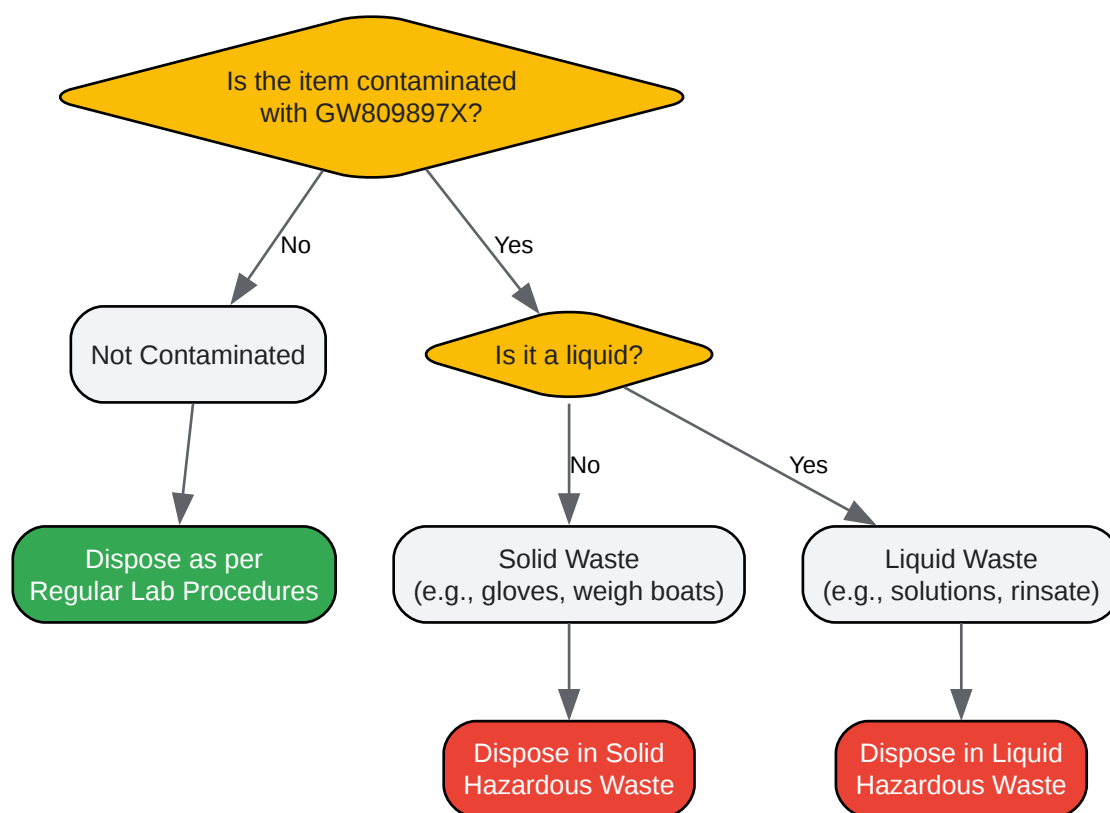 Is the item contaminated
with GW809897X?
No
Yes
Not Contaminated
Is it a liquid?
No
Yes
Dispose as per
Regular Lab Procedures
Solid Waste
(e.g., gloves, weigh boats)
Liquid Waste
(e.g., solutions, rinsate)
Dispose in Solid
Hazardous Waste
Dispose in Liquid
Hazardous Waste